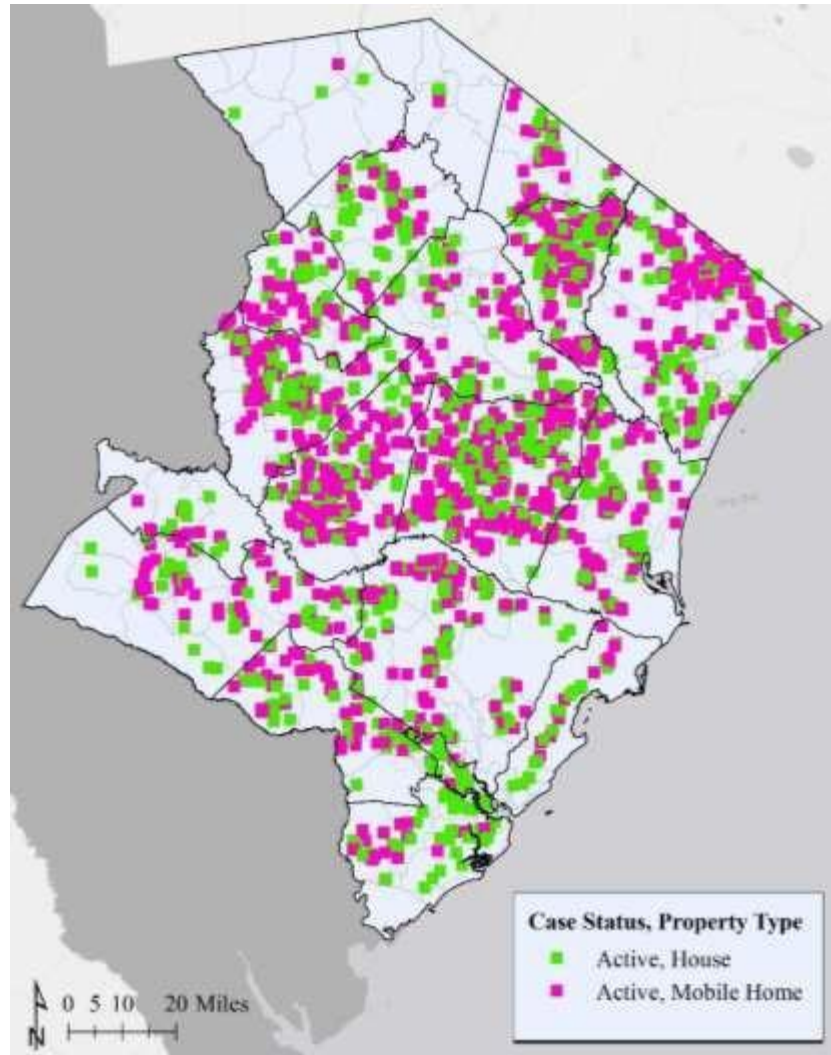 Case Status, Property Type
Active, House
Active, Mobile Home
0 5 10 20 Miles
N